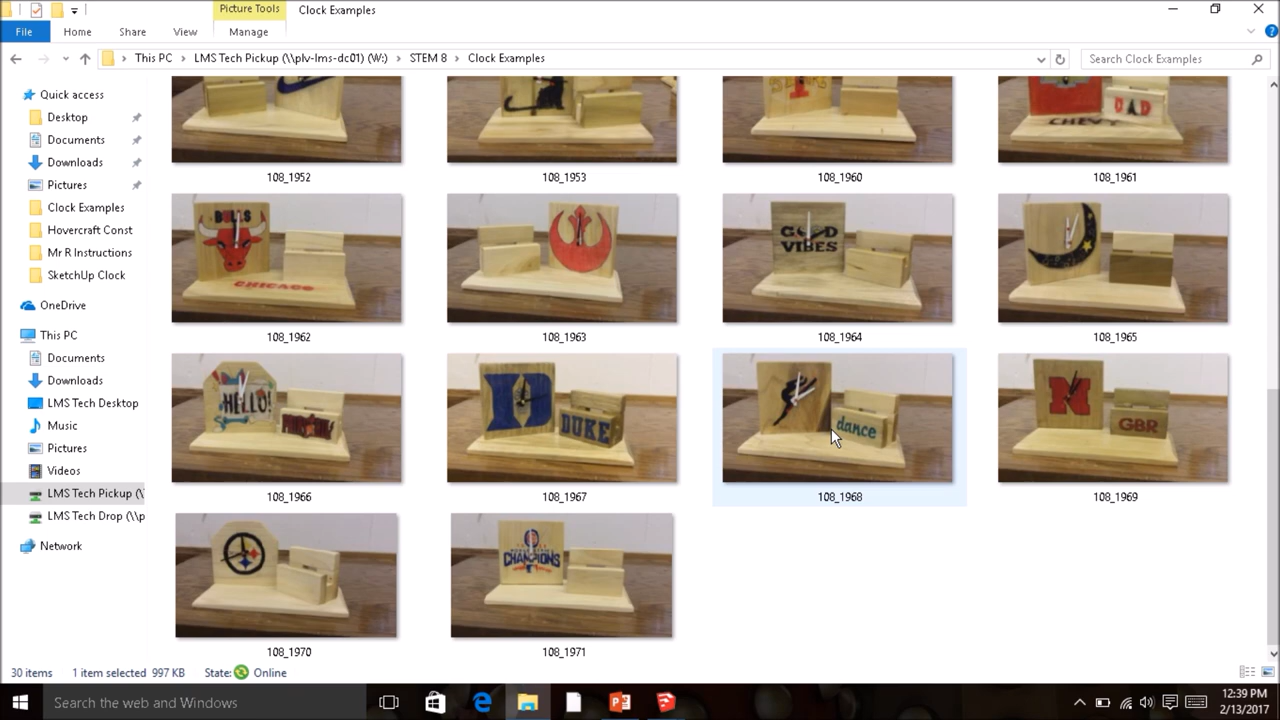 Picture Tools
Clock Examples
File
Home
Share
View
Manage
This PC
LMS Tech Pickup (\\plv-lms-dc01) (W:)
STEM 8
Clock Examples
Search Clock Examples
Quick access
Desktop
Documents
Downloads
Pictures
Clock Examples
Hovercraft Const
Mr R Instructions
SketchUp Clock
OneDrive
This PC
Documents
Downloads
LMS Tech Desktop
Music
Pictures
Videos
LMS Tech Pickup (\\
LMS Tech Drop (\\p
Network
DAD
CHEVY
108_1952
108_1953
108_1960
108_1961
BULLS
CHICAGO
GOOD
VIBES
108_1962
108_1963
108_1964
108_1965
HELLO!
DUKE
dance
N
GBR
108_1966
108_1967
108_1968
108_1969
WORLD SERIES
CHAMPIONS
108_1970
108_1971
30 items
1 item selected 997 KB
State:
Online
Search the web and Windows
12:39 PM
2/13/2017